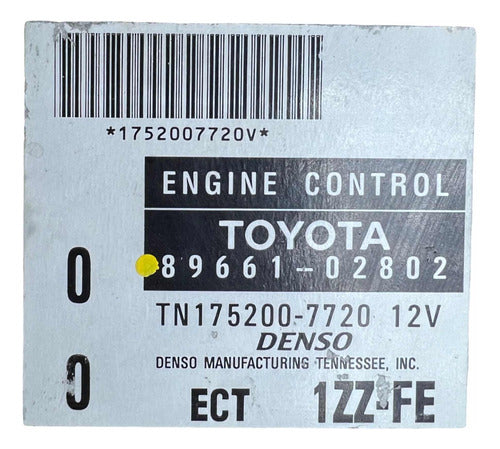 *1752007720V*
ENGINE CONTROL
TOYOTA
89661-02802
TN175200-7720 12V
DENSO
DENSO MANUFACTURING TENNESSEE, INC.
ECT 1ZZ-FE
0
0